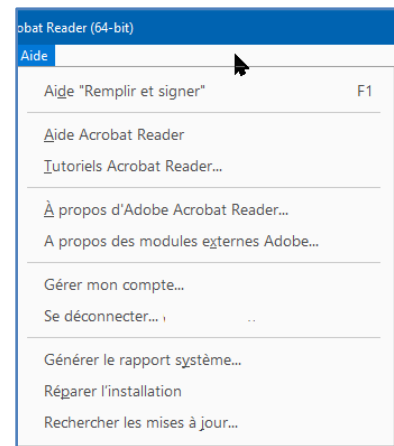 obat Reader (64-bit)
Aide
Aide "Remplir et signer" F1
Aide Acrobat Reader
Tutoriels Acrobat Reader...
À propos d'Adobe Acrobat Reader...
A propos des modules externes Adobe...
Gérer mon compte...
Se déconnecter...
Générer le rapport système...
Réparer l'installation
Rechercher les mises à jour...